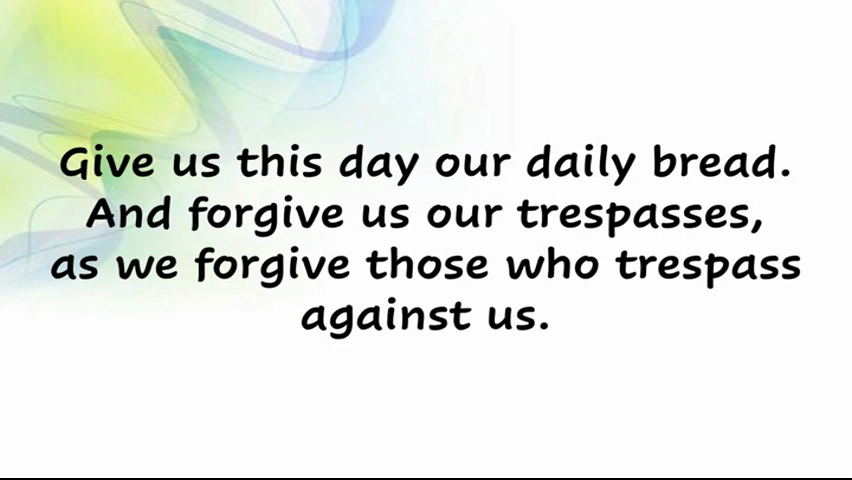 Give us this day our daily bread.
And forgive us our trespasses,
as we forgive those who trespass
against us.